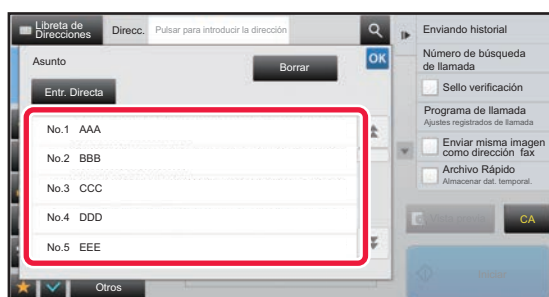 Libreta de
Direcciones
Direcc.
Pulsar para introducir la dirección
Asunto
Borrar
OK
Entr. Directa
No.1 AAA
No.2 BBB
No.3 CCC
No.4 DDD
No.5 EEE
Otros
Enviando historial
Número de búsqueda
de llamada
Sello verificación
Programa de llamada
Ajustes registrados de llamada
Enviar misma imagen
como dirección fax
Archivo Rápido
Almacenar dat. temporal.
CA